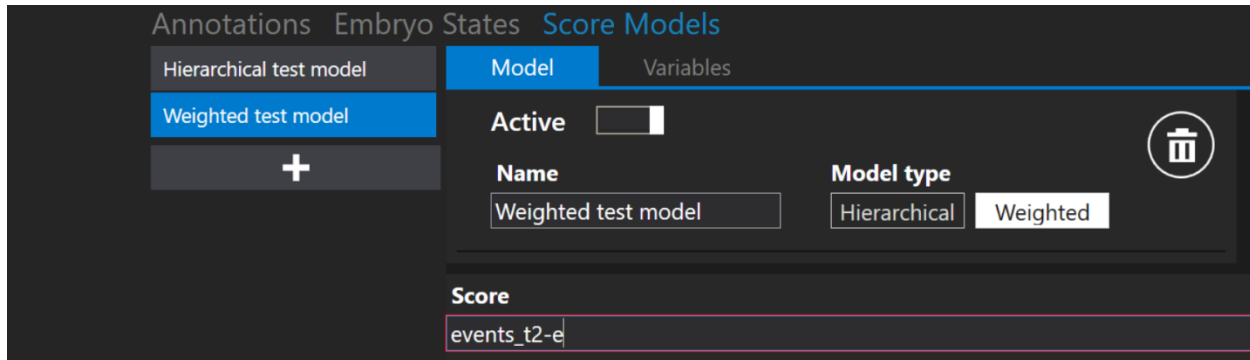 Annotations Embryo States Score Models
Hierarchical test model
Weighted test model
Model Variables
Active
Name
Weighted test model
Model type
Hierarchical Weighted
Score
events_t2-e